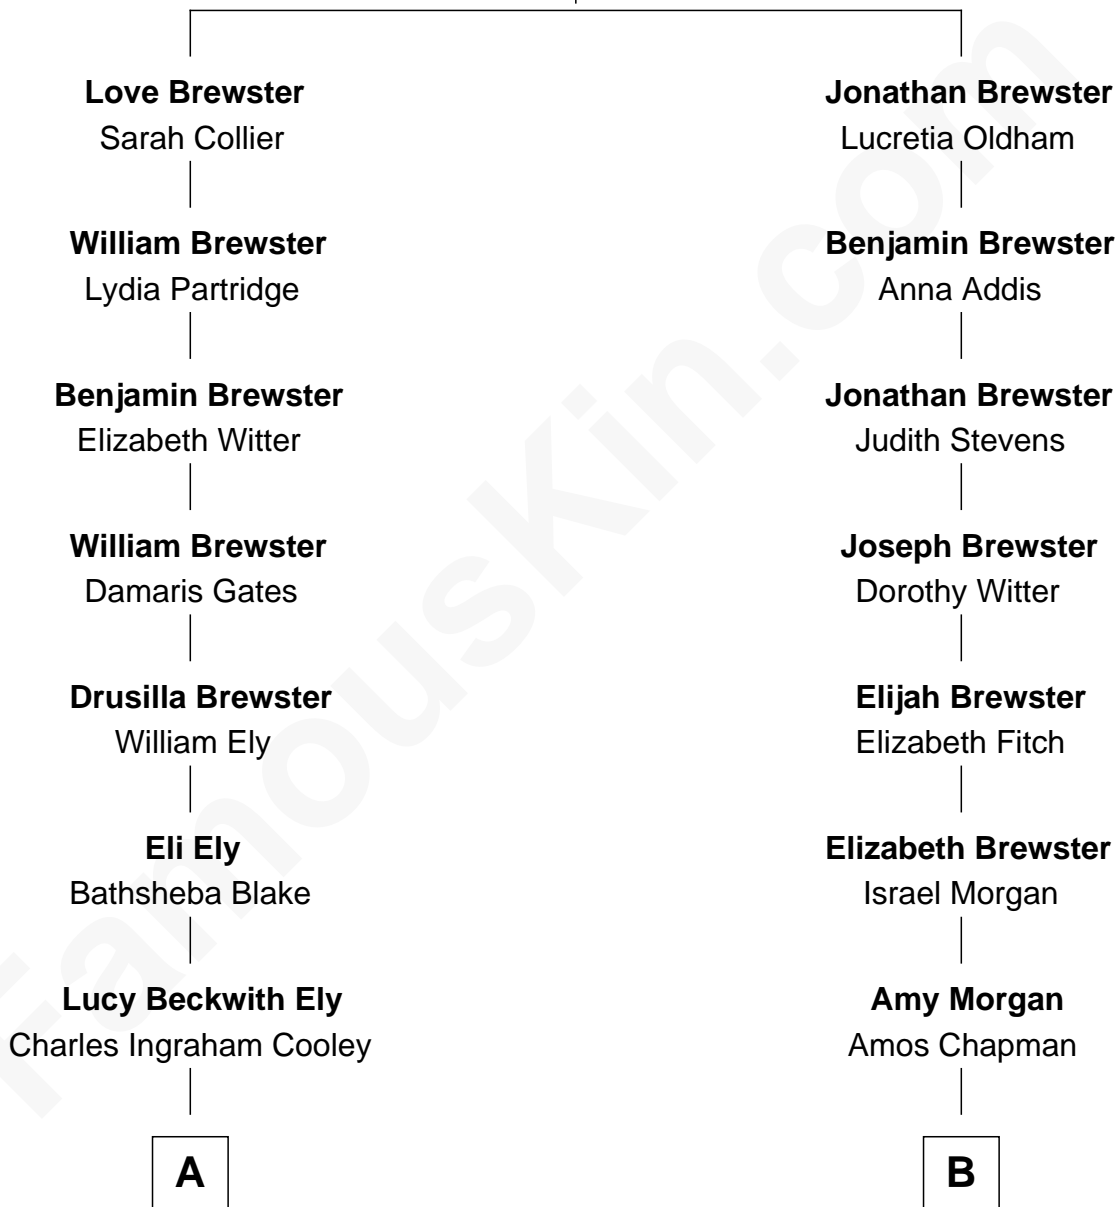 Love Brewster
Sarah Collier
William Brewster
Lydia Partridge
Benjamin Brewster
Elizabeth Witter
William Brewster
Damaris Gates
Drusilla Brewster
William Ely
Eli Ely
Bathsheba Blake
Lucy Beckwith Ely
Charles Ingraham Cooley
A
Jonathan Brewster
Lucretia Oldham
Benjamin Brewster
Anna Addis
Jonathan Brewster
Judith Stevens
Joseph Brewster
Dorothy Witter
Elijah Brewster
Elizabeth Fitch
Elizabeth Brewster
Israel Morgan
Amy Morgan
Amos Chapman
B
FamousKin.com